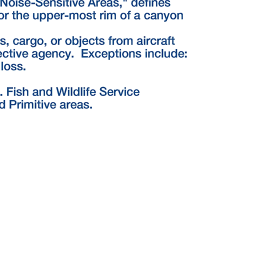 Noise-Sensitive Areas," defines
or the upper-most rim of a canyon
s, cargo, or objects from aircraft
ective agency.  Exceptions include:
loss.
. Fish and Wildlife Service
d Primitive areas.